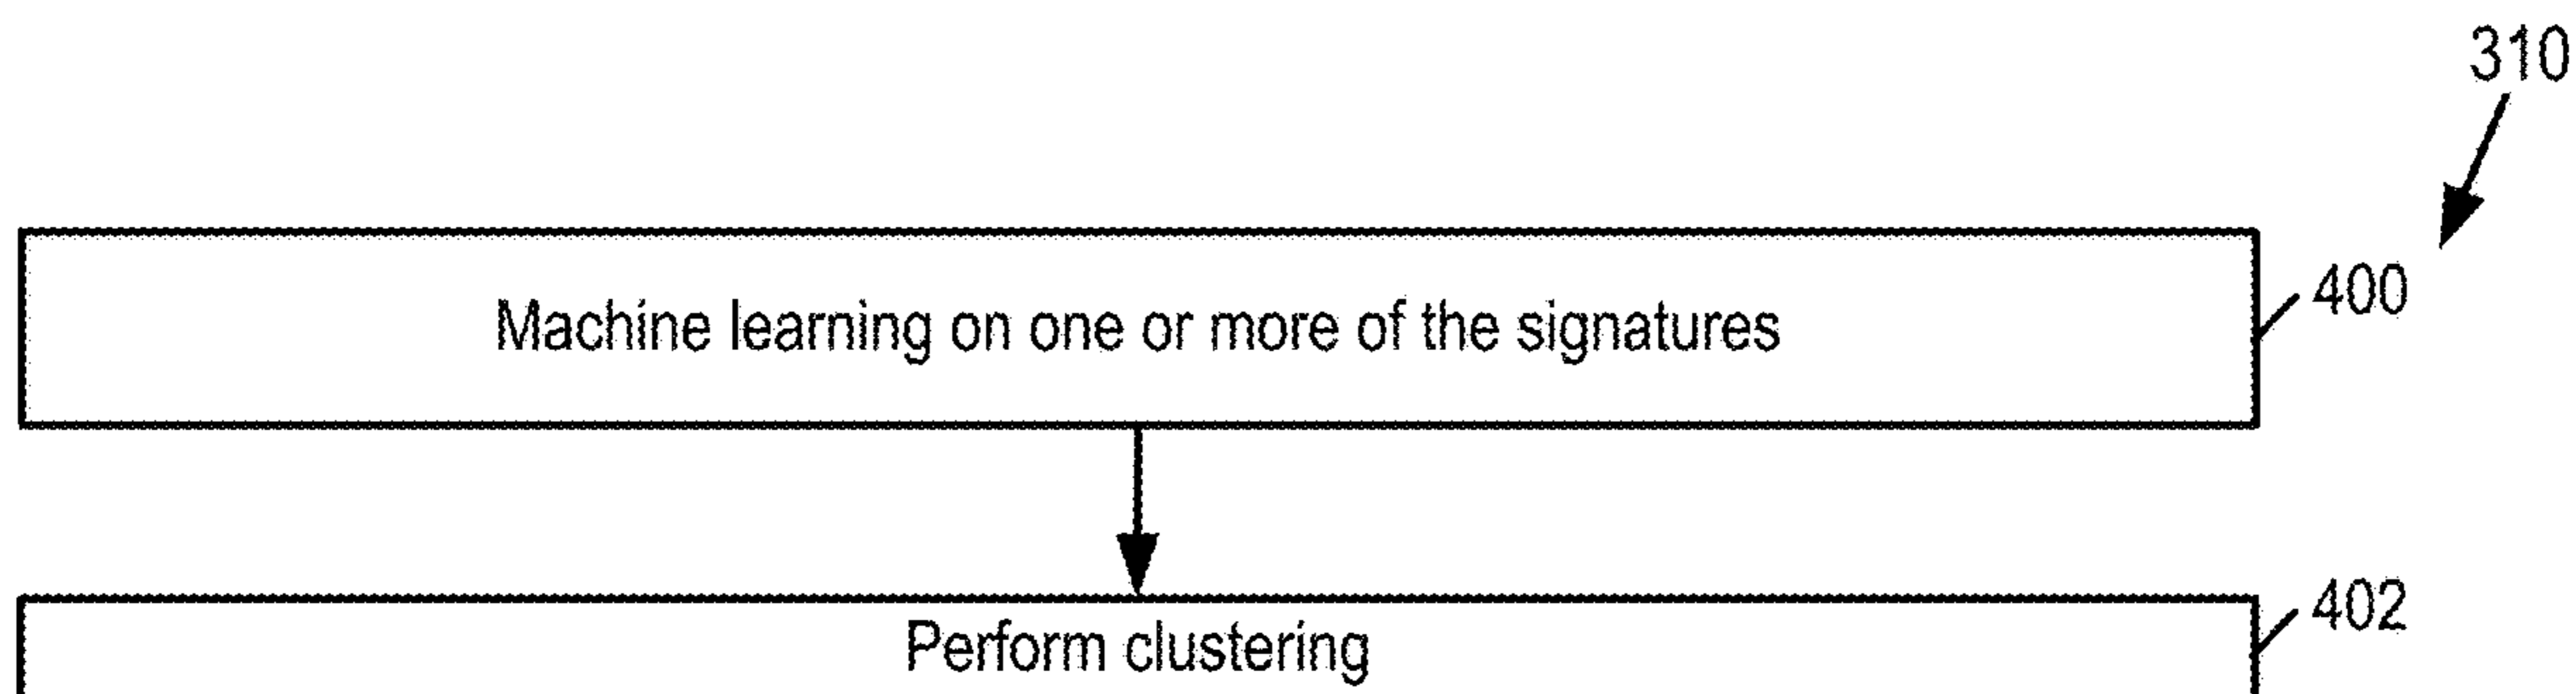 310
Machine learning on one or more of the signatures
400
Perform clustering
402